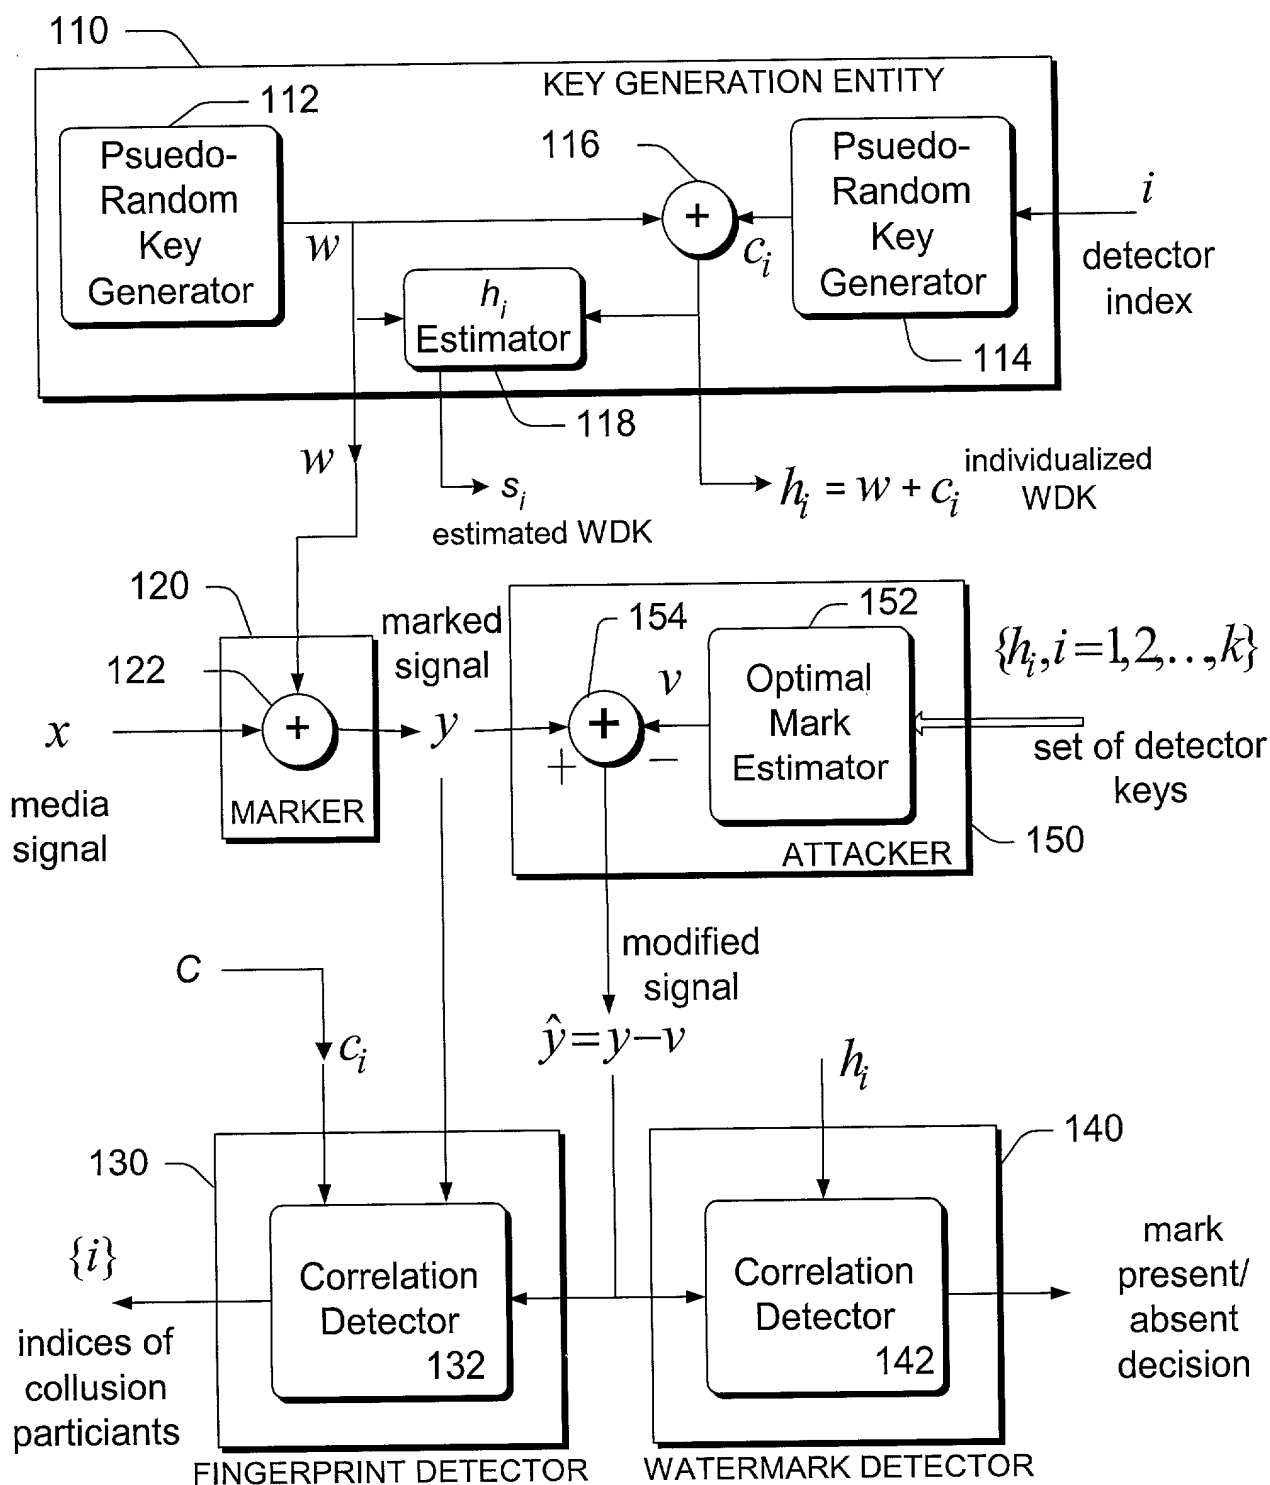 110
KEY GENERATION ENTITY
112
Psuedo-
Random
Key
Generator
116
+
Psuedo-
Random
Key
Generator
i
detector
index
w
c_i
h_i
Estimator
114
118
w
s_i
estimated WDK
h_i = w + c_i
individualized
WDK
120
122
x
media
signal
+
MARKER
marked
signal
y
154
152
v
+
+
−
Optimal
Mark
Estimator
ATTACKER
150
{h_i, i=1,2,..,k}
set of detector
keys
modified
signal
ŷ=y−v
C
c_i
h_i
130
140
{i}
indices of
collusion
particiants
Correlation
Detector
132
Correlation
Detector
142
mark
present/
absent
decision
FINGERPRINT DETECTOR
WATERMARK DETECTOR